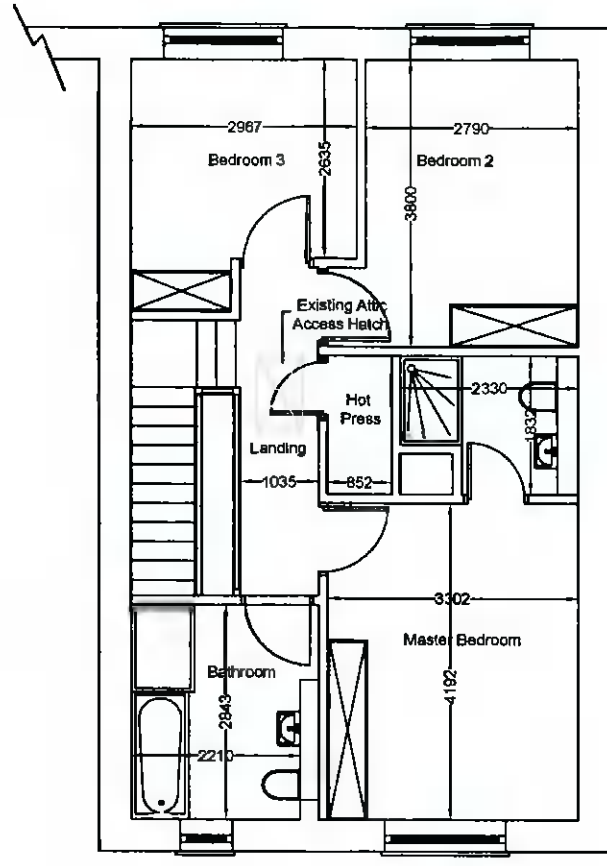 2967
Bedroom 3
2635
2790
Bedroom 2
3800
Existing Attic
Access Hatch
Hot
Press
2330
1832
Landing
1035
852
3302
Master Bedroom
4192
Bathroom
2843
2210